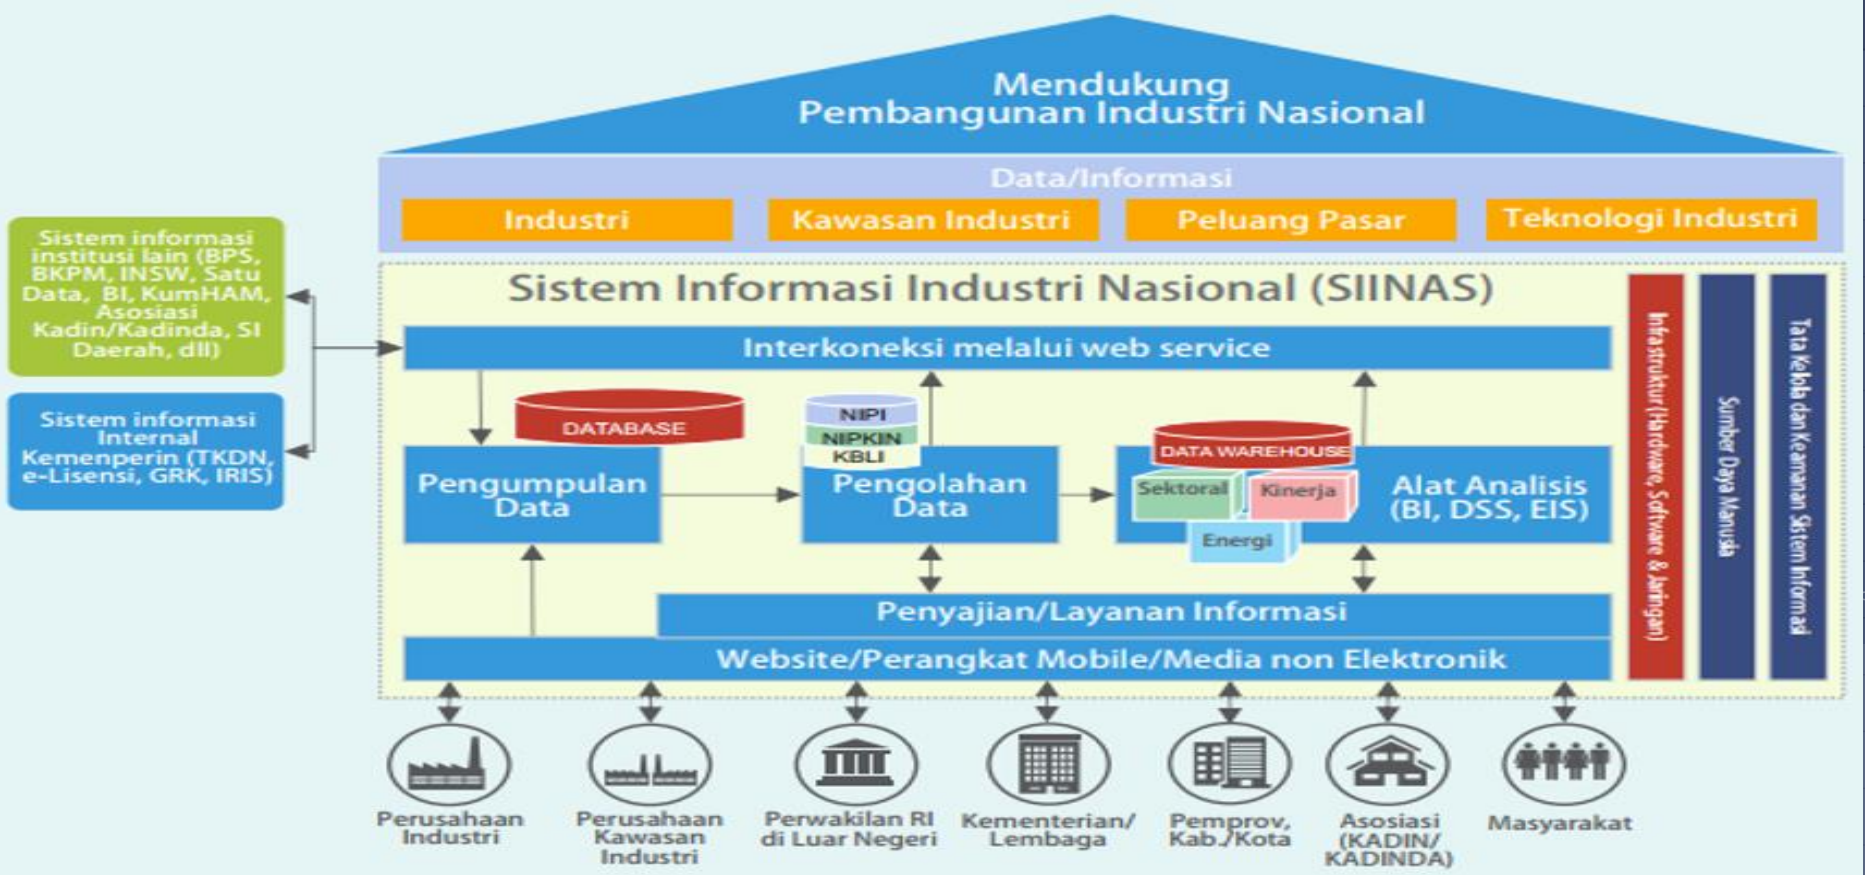 Mendukung
Pembangunan Industri Nasional
Data/Informasi
Industri
Kawasan Industri
Peluang Pasar
Teknologi Industri
Sistem informasi
institusi lain (BPS,
BKPM, INSW, Satu
Data, BI, KumHAM,
Asosiasi
Kadin/Kadinda, SI
Daerah, dll)
Sistem informasi
Internal
Kemenperin (TKDN,
e-Lisensi, GRK, IRIS)
Sistem Informasi Industri Nasional (SIINAS)
Interkoneksi melalui web service
DATABASE
Pengumpulan
Data
NIPI
NIPKIN
KBLI
Pengolahan
Data
DATA WAREHOUSE
Sektoral
Kinerja
Energi
Alat Analisis
(BI, DSS, EIS)
Penyajian/Layanan Informasi
Website/Perangkat Mobile/Media non Elektronik
Infrastruktur (Hardware, Software & Jaringan)
Sumber Daya Manusia
Tata Kelola dan Keamanan Sistem Informasi
Perusahaan
Industri
Perusahaan
Kawasan
Industri
Perwakilan RI
di Luar Negeri
Kementerian/
Lembaga
Pemprov,
Kab./Kota
Asosiasi
(KADIN/
KADINDA)
Masyarakat